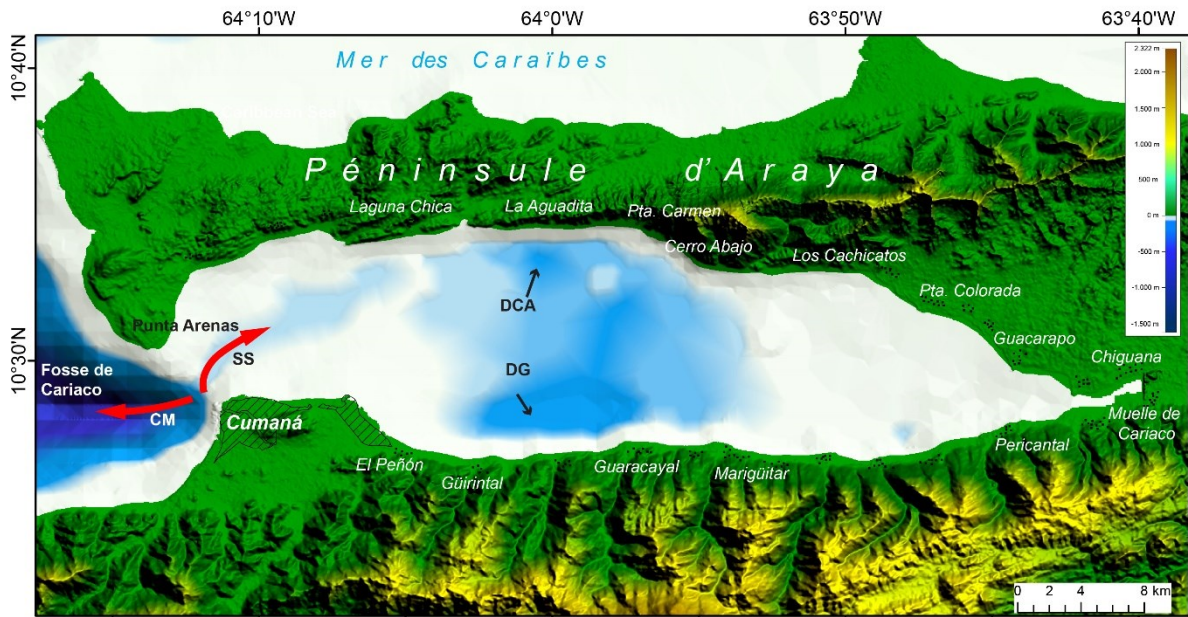 64°10'O
64°0'O
63°50'O
63°40'O
10°40'N
10°30'N
Mer des Caraïbes
2.322 m
2.000 m
1.500 m
1.000 m
500 m
0 m
-500 m
-1.000 m
-1.500 m
Péninsule d'Araya
Laguna Chica
La Aguadita
Pta. Carmen
Cerro Abajo
Los Cachicatos
Pta. Colorada
Guacarapo
Chiguana
Muelle de
Cariaco
Punta Arenas
SS
DCA
DG
Fosse de
Cariaco
CM
Cumaná
El Peñón
Güirintal
Guaracayal
Marigüitar
Pericantal
0 2 4 8 km